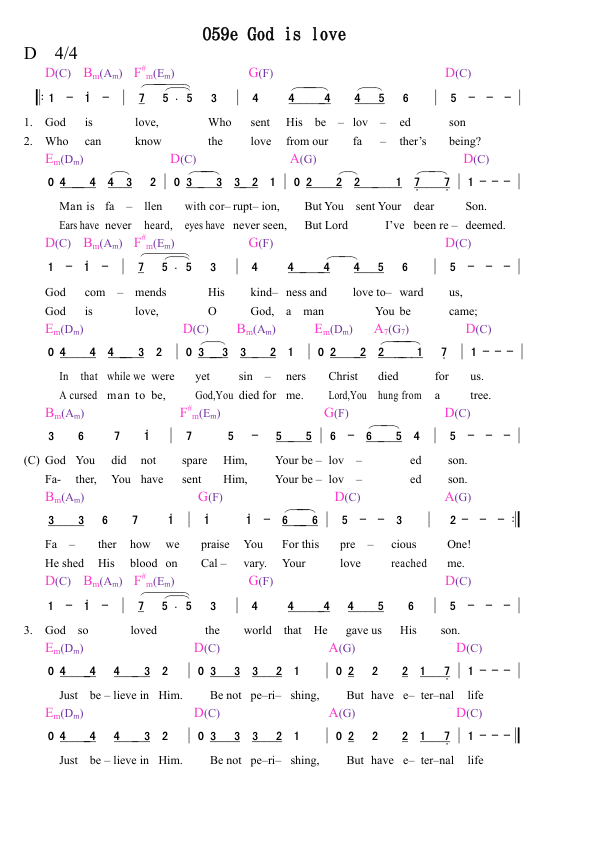 059e God is love
D 4/4
D(C) Bm(Am) F#m(Em) G(F) D(C)
‖: 1 – i – | 7 5 . 5 3 | 4 4 4 4 5 6 | 5 – – – |
1. God is love, Who sent His be – lov – ed son
2. Who can know the love from our fa – ther's being?
Em(Dm) D(C) A(G) D(C)
0 4 4 4 3 2 | 0 3 3 3 2 1 | 0 2 2 2 1 7 7 | 1 – – – |
Man is fa – llen with cor– rupt– ion, But You sent Your dear Son.
Ears have never heard, eyes have never seen, But Lord I've been re – deemed.
D(C) Bm(Am) F#m(Em) G(F) D(C)
1 – i – | 7 5 . 5 3 | 4 4 4 4 5 6 | 5 – – – |
God com – mends His kind– ness and love to– ward us,
God is love, O God, a man You be came;
Em(Dm) D(C) Bm(Am) Em(Dm) A7(G7) D(C)
0 4 4 4 3 2 | 0 3 3 3 2 1 | 0 2 2 2 1 7 | 1 – – – |
In that while we were yet sin – ners Christ died for us.
A cursed man to be, God,You died for me. Lord,You hung from a tree.
Bm(Am) F#m(Em) G(F) D(C)
3 6 7 i | 7 5 – 5 5 | 6 – 6 5 4 | 5 – – – |
(C) God You did not spare Him, Your be – lov – ed son.
Fa- ther, You have sent Him, Your be – lov – ed son.
Bm(Am) G(F) D(C) A(G)
3 3 6 7 i | i i – 6 6 | 5 – – 3 | 2 – – – :‖
Fa – ther how we praise You For this pre – cious One!
He shed His blood on Cal – vary. Your love reached me.
D(C) Bm(Am) F#m(Em) G(F) D(C)
1 – i – | 7 5 . 5 3 | 4 4 4 4 5 6 | 5 – – – |
3. God so loved the world that He gave us His son.
Em(Dm) D(C) A(G) D(C)
0 4 4 4 3 2 | 0 3 3 3 2 1 | 0 2 2 2 1 7 | 1 – – – |
Just be – lieve in Him. Be not pe–ri– shing, But have e– ter–nal life
Em(Dm) D(C) A(G) D(C)
0 4 4 4 3 2 | 0 3 3 3 2 1 | 0 2 2 2 1 7 | 1 – – – ‖
Just be – lieve in Him. Be not pe–ri– shing, But have e– ter–nal life